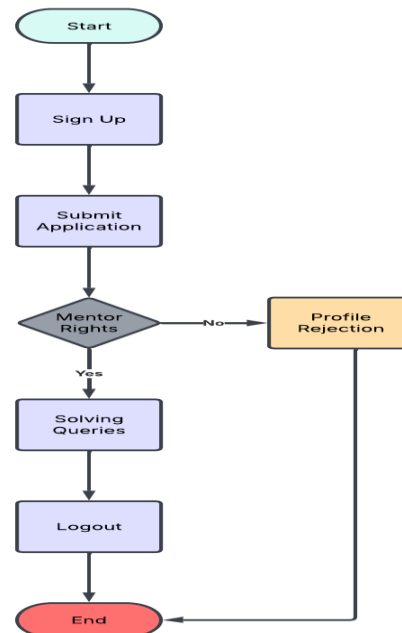 Start
Sign Up
Submit
Application
Mentor
Rights
No
Profile
Rejection
Yes
Solving
Queries
Logout
End